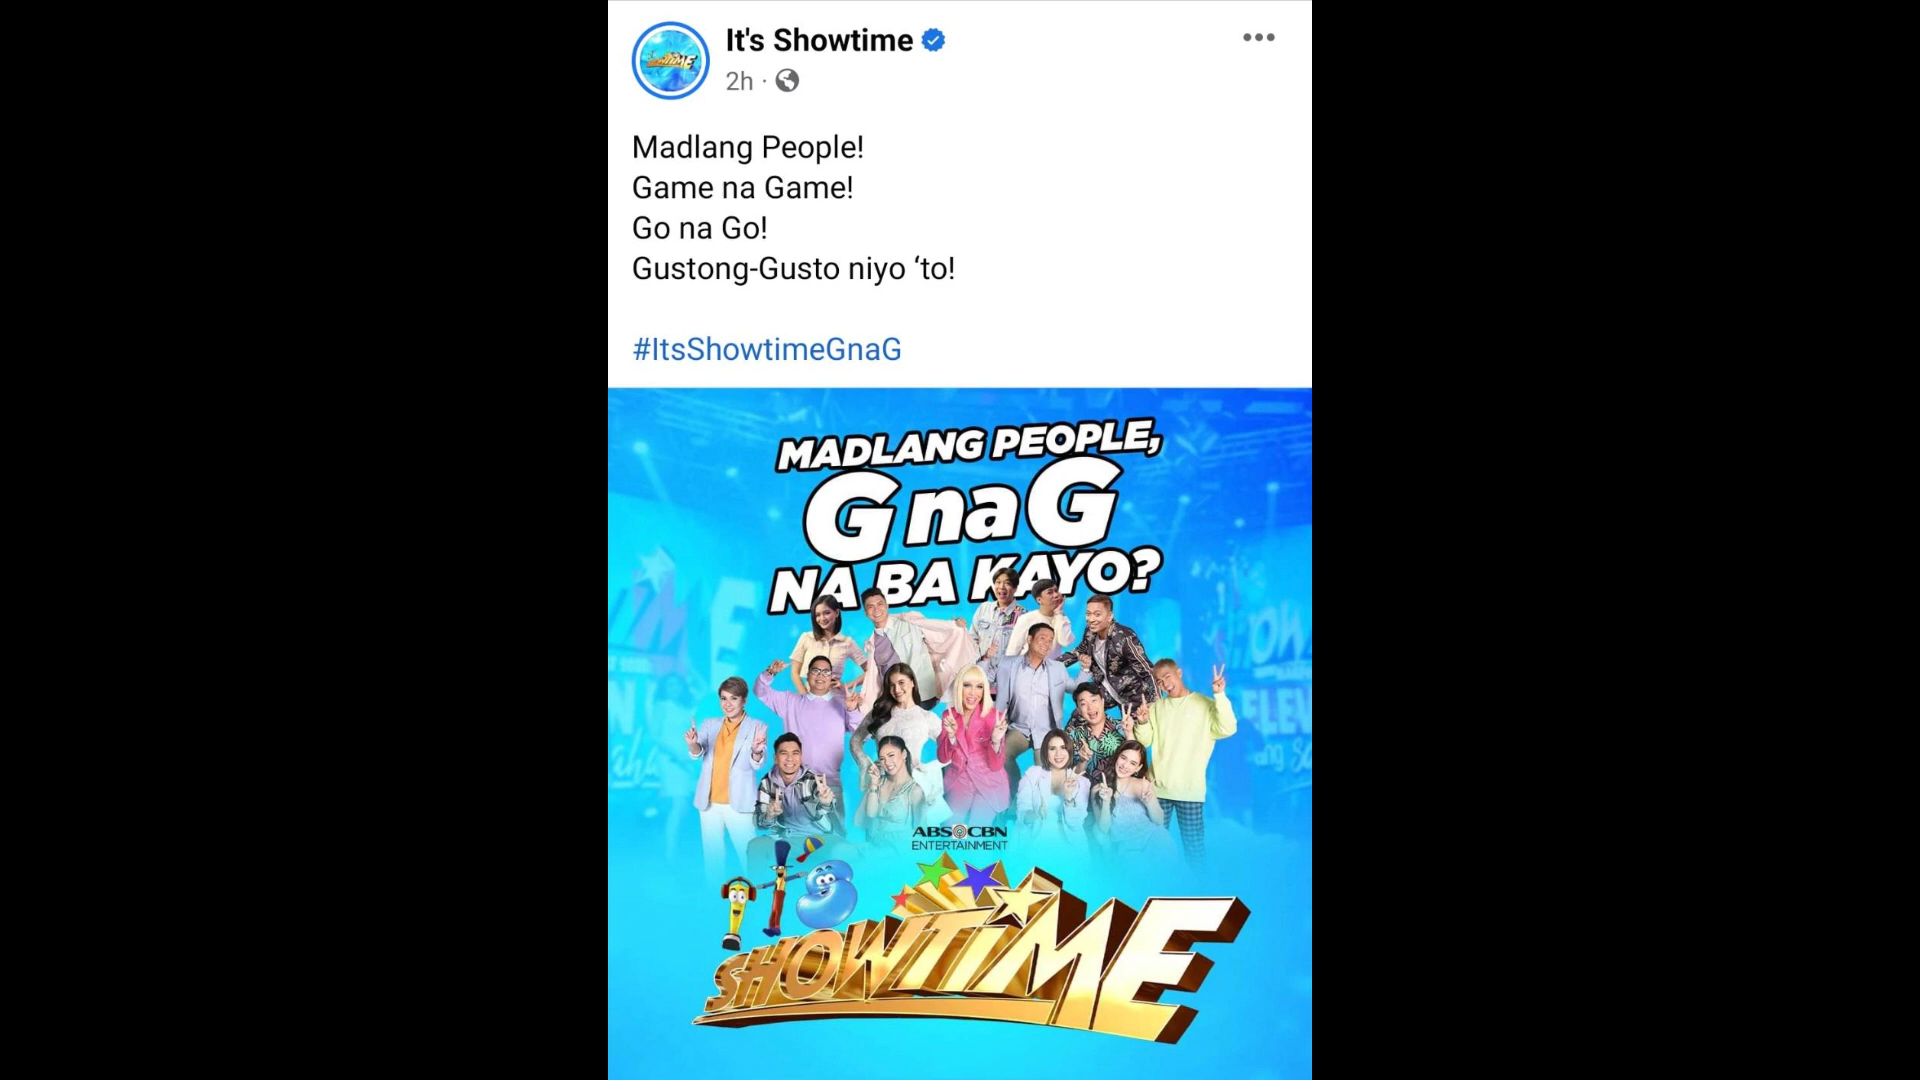 It's Showtime
2h ·
Madlang People!
Game na Game!
Go na Go!
Gustong-Gusto niyo ‘to!
#ItsShowtimeGnaG
MADLANG PEOPLE,
G na G
NA BA KAYO?
ABS CBN
ENTERTAINMENT
It's
SHOWTiME